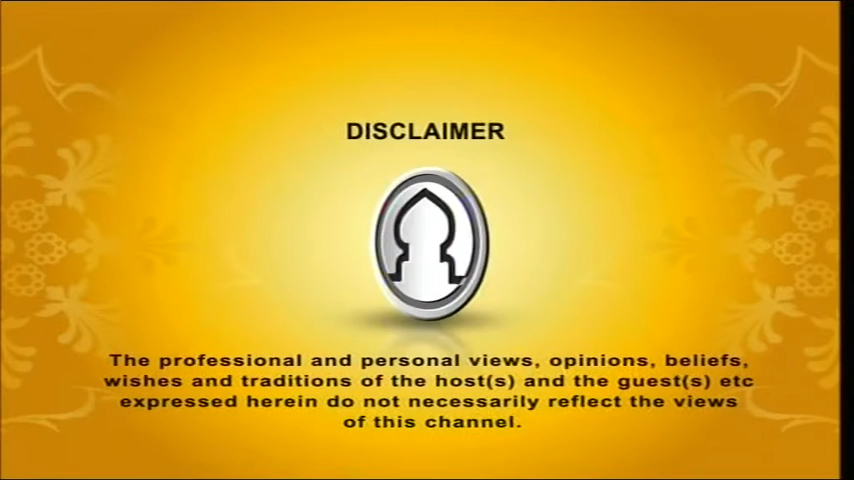 DISCLAIMER
The professional and personal views, opinions, beliefs,
wishes and traditions of the host(s) and the guest(s) etc
expressed herein do not necessarily reflect the views
of this channel.